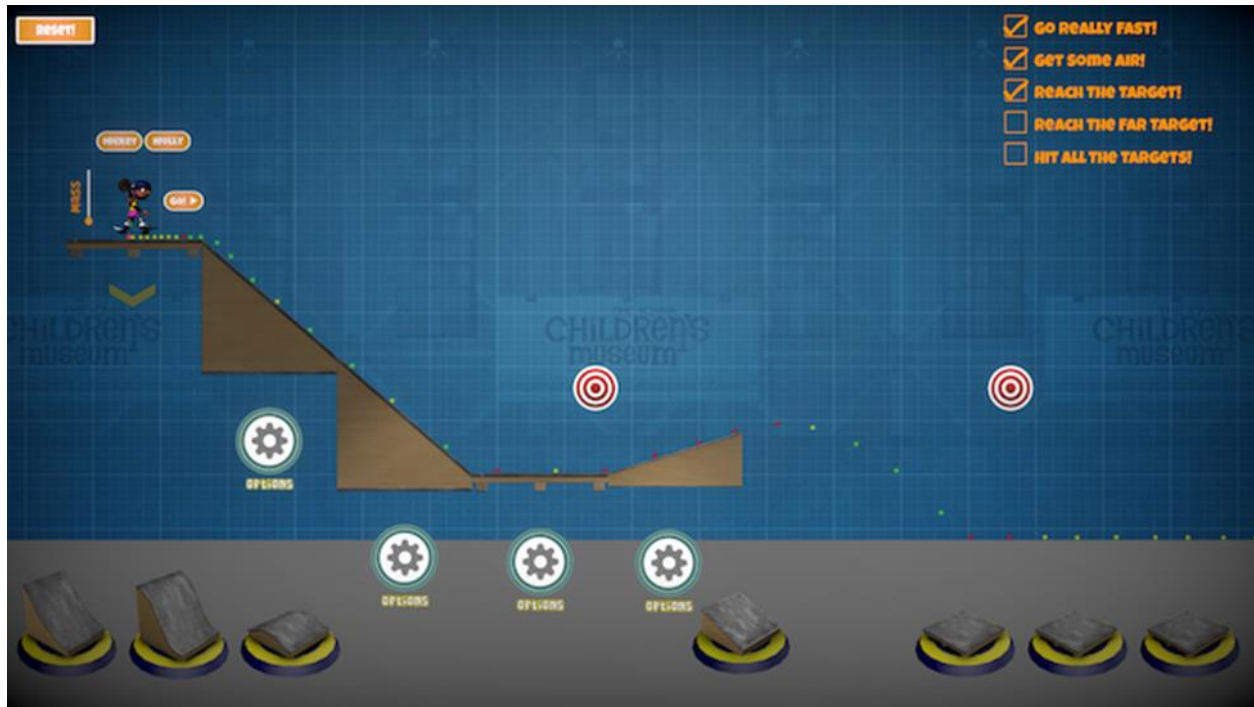 Reset!
Go Really Fast!
Get Some Air!
Reach the Target!
Reach the Far Target!
Hit All the Targets!
Molly
Mass
Go!
Children's
museum
Children's
museum
Children's
museum
Options
Options
Options
Options